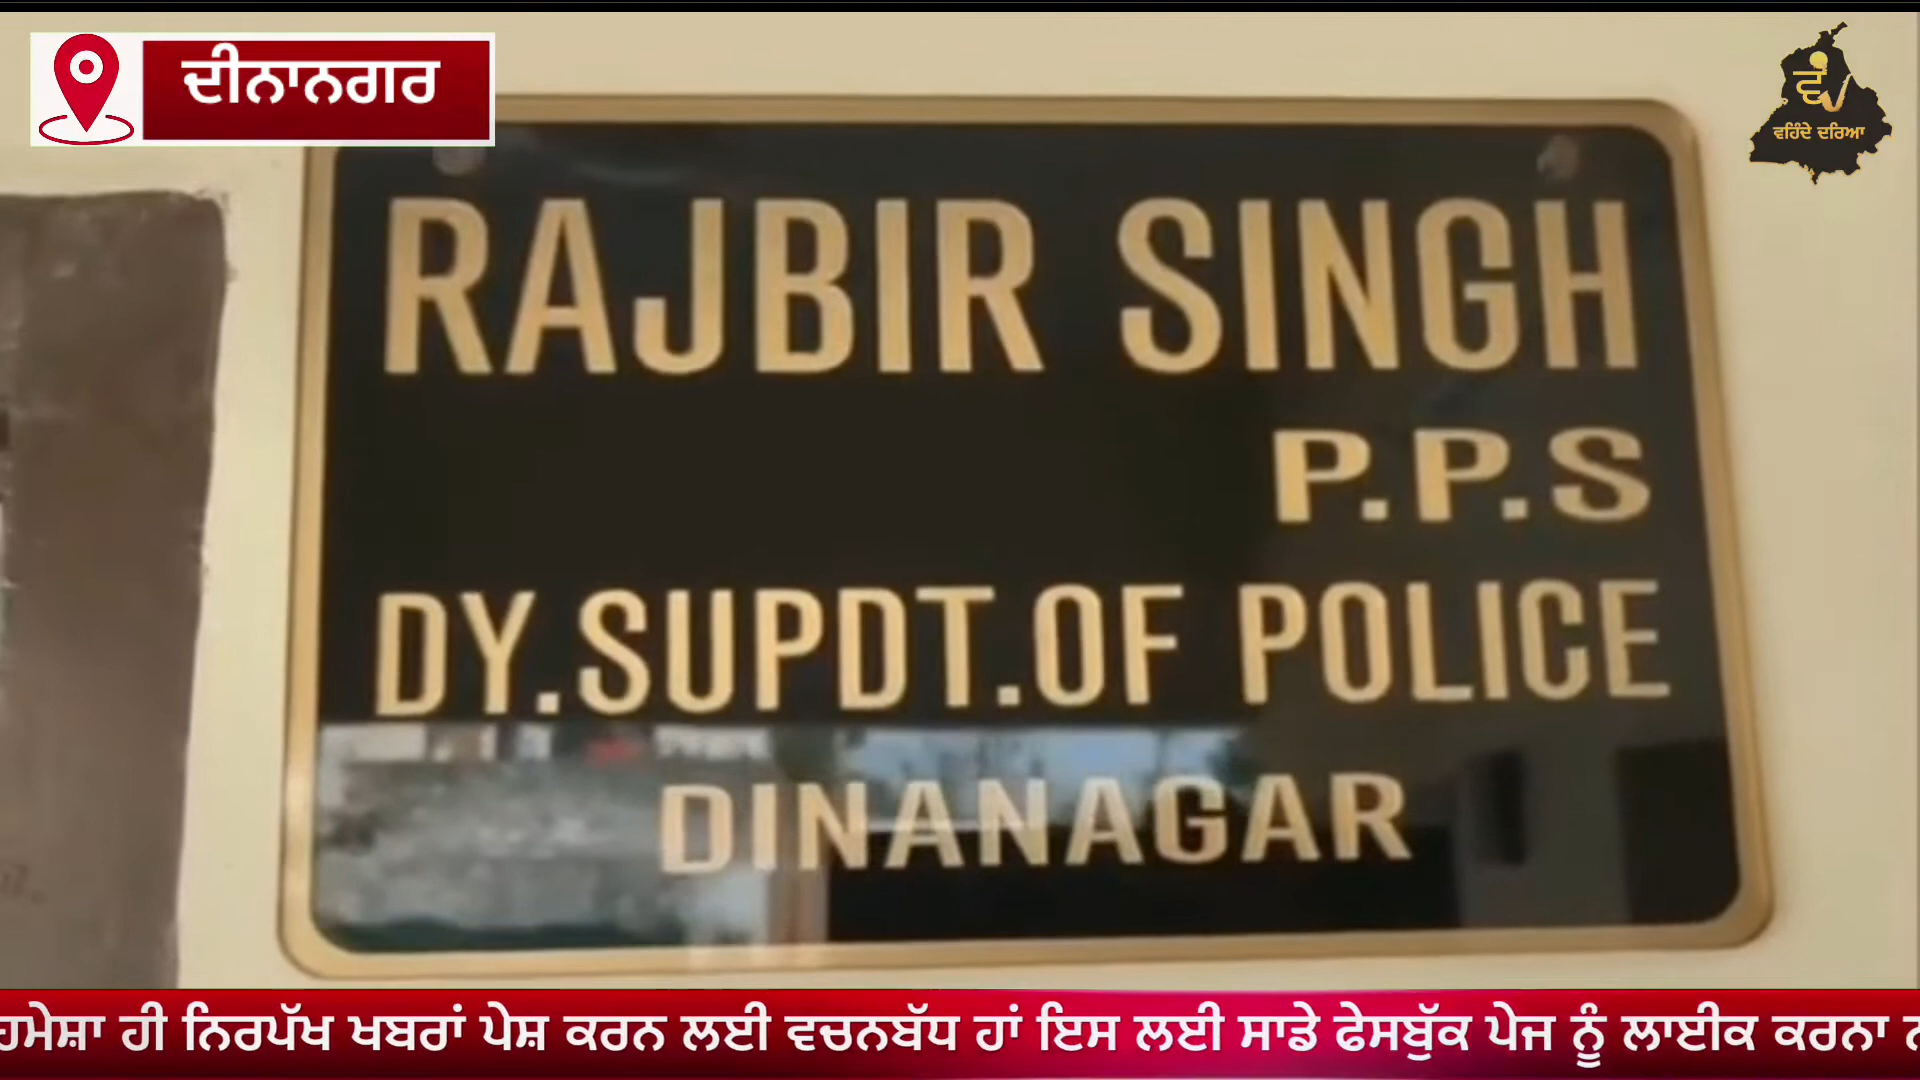 ਦੀਨਾਨਗਰ
ਵਹਿੰਦੇ ਦਰਿਆ
RAJBIR SINGH
P.P.S
DY.SUPDT.OF POLICE
DINANAGAR
ਹਮੇਸ਼ਾ ਹੀ ਨਿਰਪੱਖ ਖਬਰਾਂ ਪੇਸ਼ ਕਰਨ ਲਈ ਵਚਨਬੱਧ ਹਾਂ ਇਸ ਲਈ ਸਾਡੇ ਫੇਸਬੁੱਕ ਪੇਜ ਨੂੰ ਲਾਈਕ ਕਰਨਾ